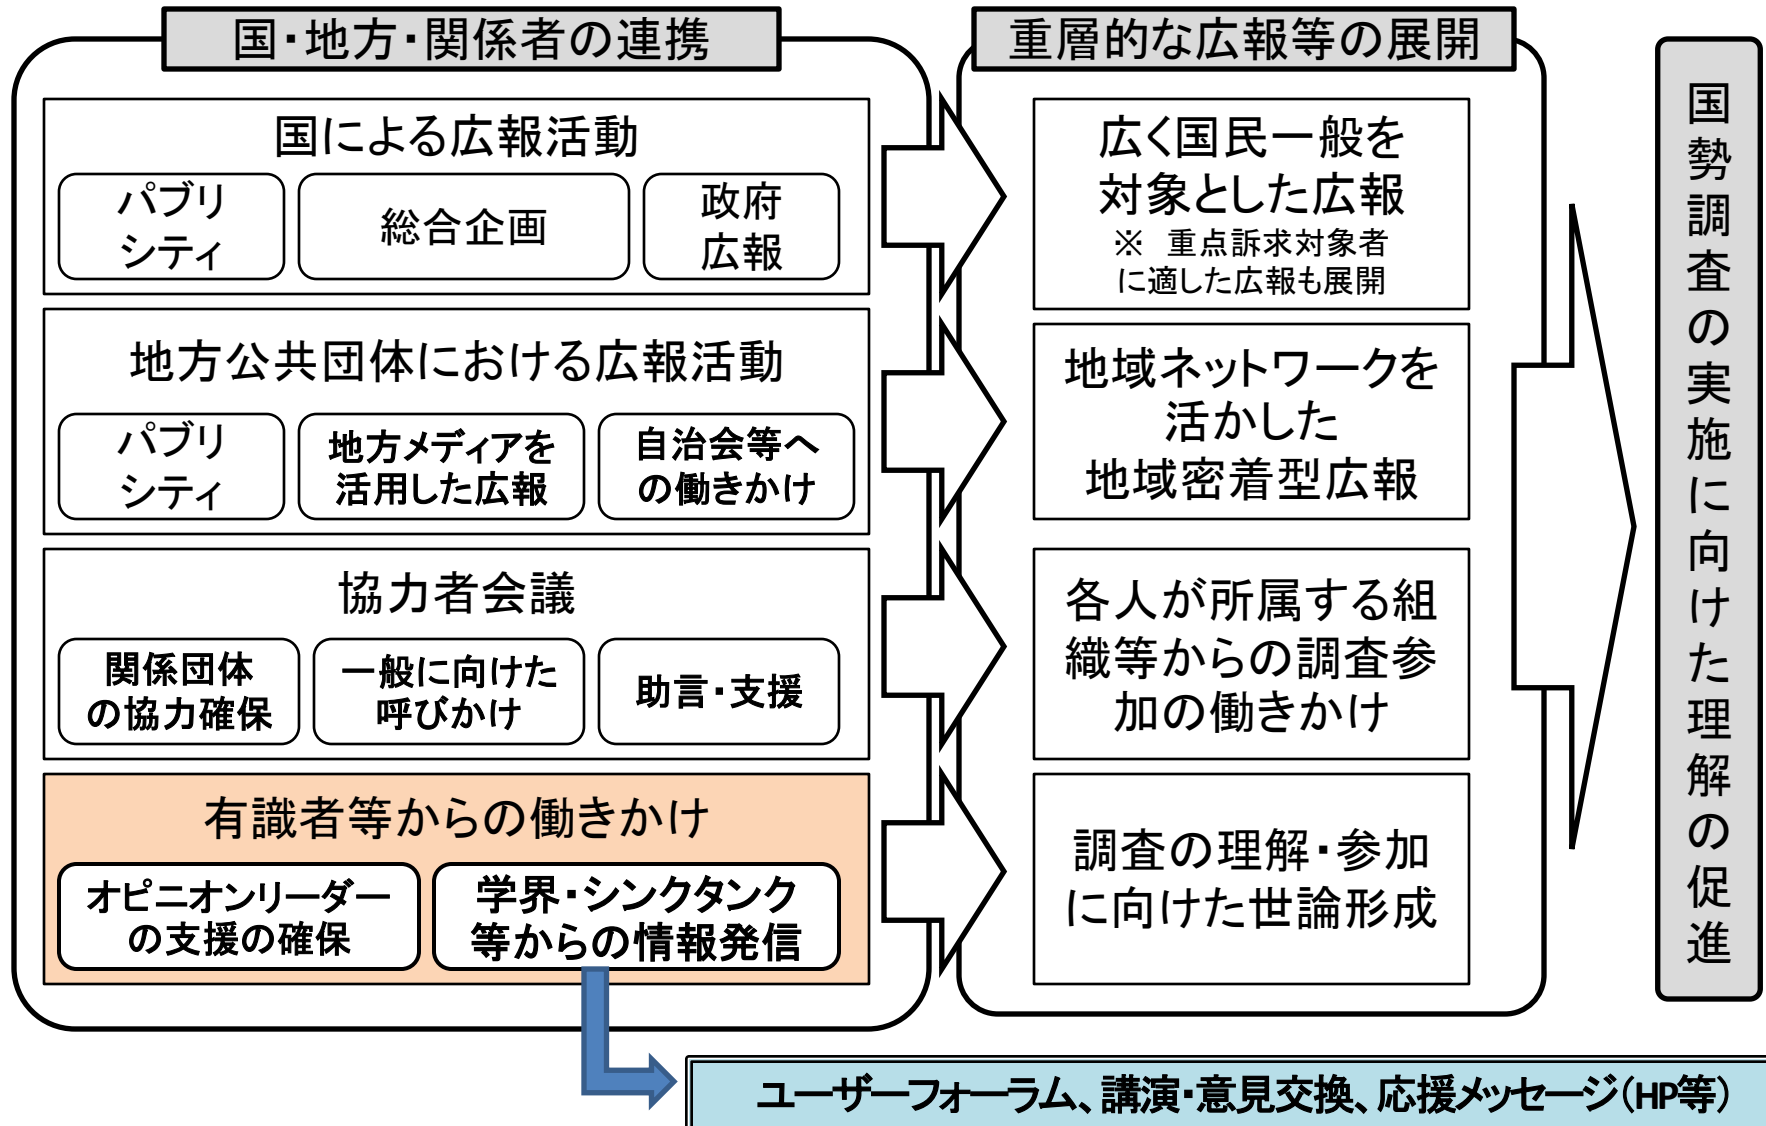 国・地方・関係者の連携
国による広報活動
パブリ
シティ
総合企画
政府
広報
地方公共団体における広報活動
パブリ
シティ
地方メディアを
活用した広報
自治会等へ
の働きかけ
協力者会議
関係団体
の協力確保
一般に向けた
呼びかけ
助言・支援
有識者等からの働きかけ
オピニオンリーダー
の支援の確保
学界・シンクタンク
等からの情報発信
重層的な広報等の展開
広く国民一般を
対象とした広報
※ 重点訴求対象者
に適した広報も展開
地域ネットワークを
活かした
地域密着型広報
各人が所属する組
織等からの調査参
加の働きかけ
調査の理解・参加
に向けた世論形成
国勢調査の実施に向けた理解の促進
ユーザーフォーラム、講演・意見交換、応援メッセージ(HP等)